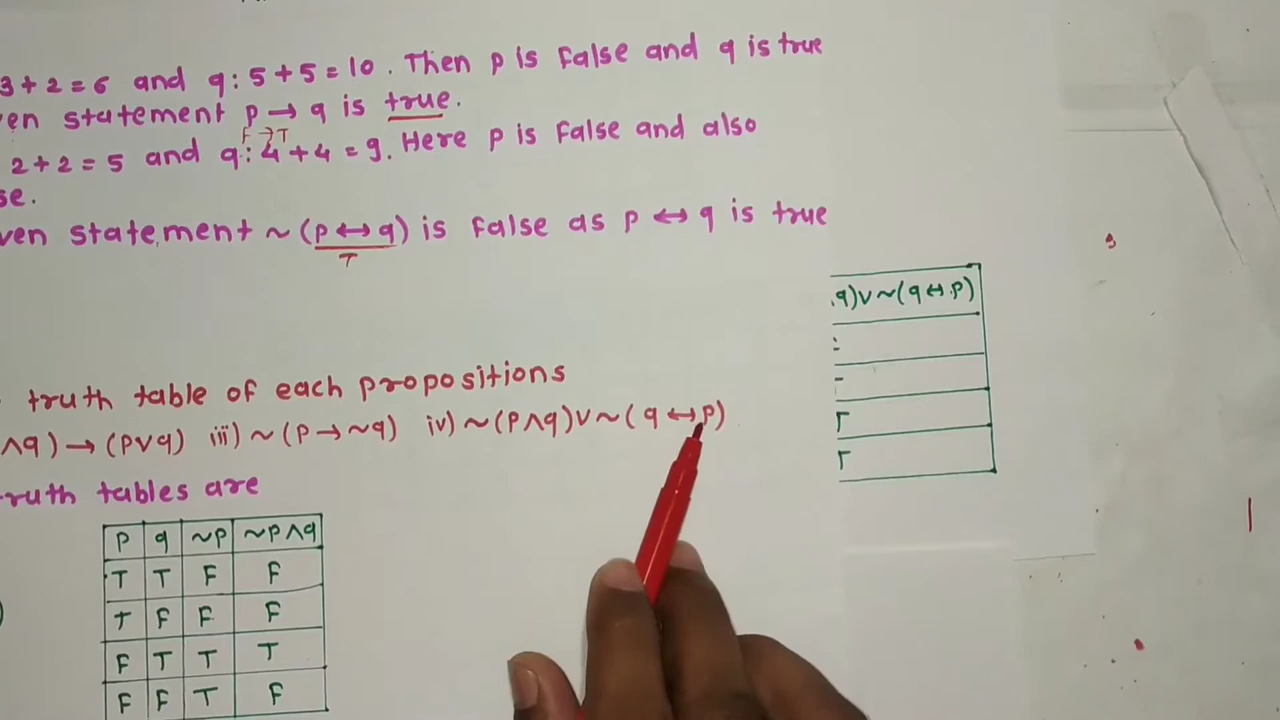 3+2=6 and q: 5+5=10. Then p is False and q is true
en statement p → q is true.
F → T
2+2=5 and q: 4+4=9. Here p is False and also
se.
ven statement ~(p ↔ q) is False as p ↔ q is true
T
.q)∨~(q↔p)
T
T
truth table of each propositions
∧q) → (p∨q) iii) ~(p → ~q) iv) ~(p∧q)∨~(q↔p)
truth tables are
p q ~p ~p∧q
T T F F
T F F F
F T T T
F F T F